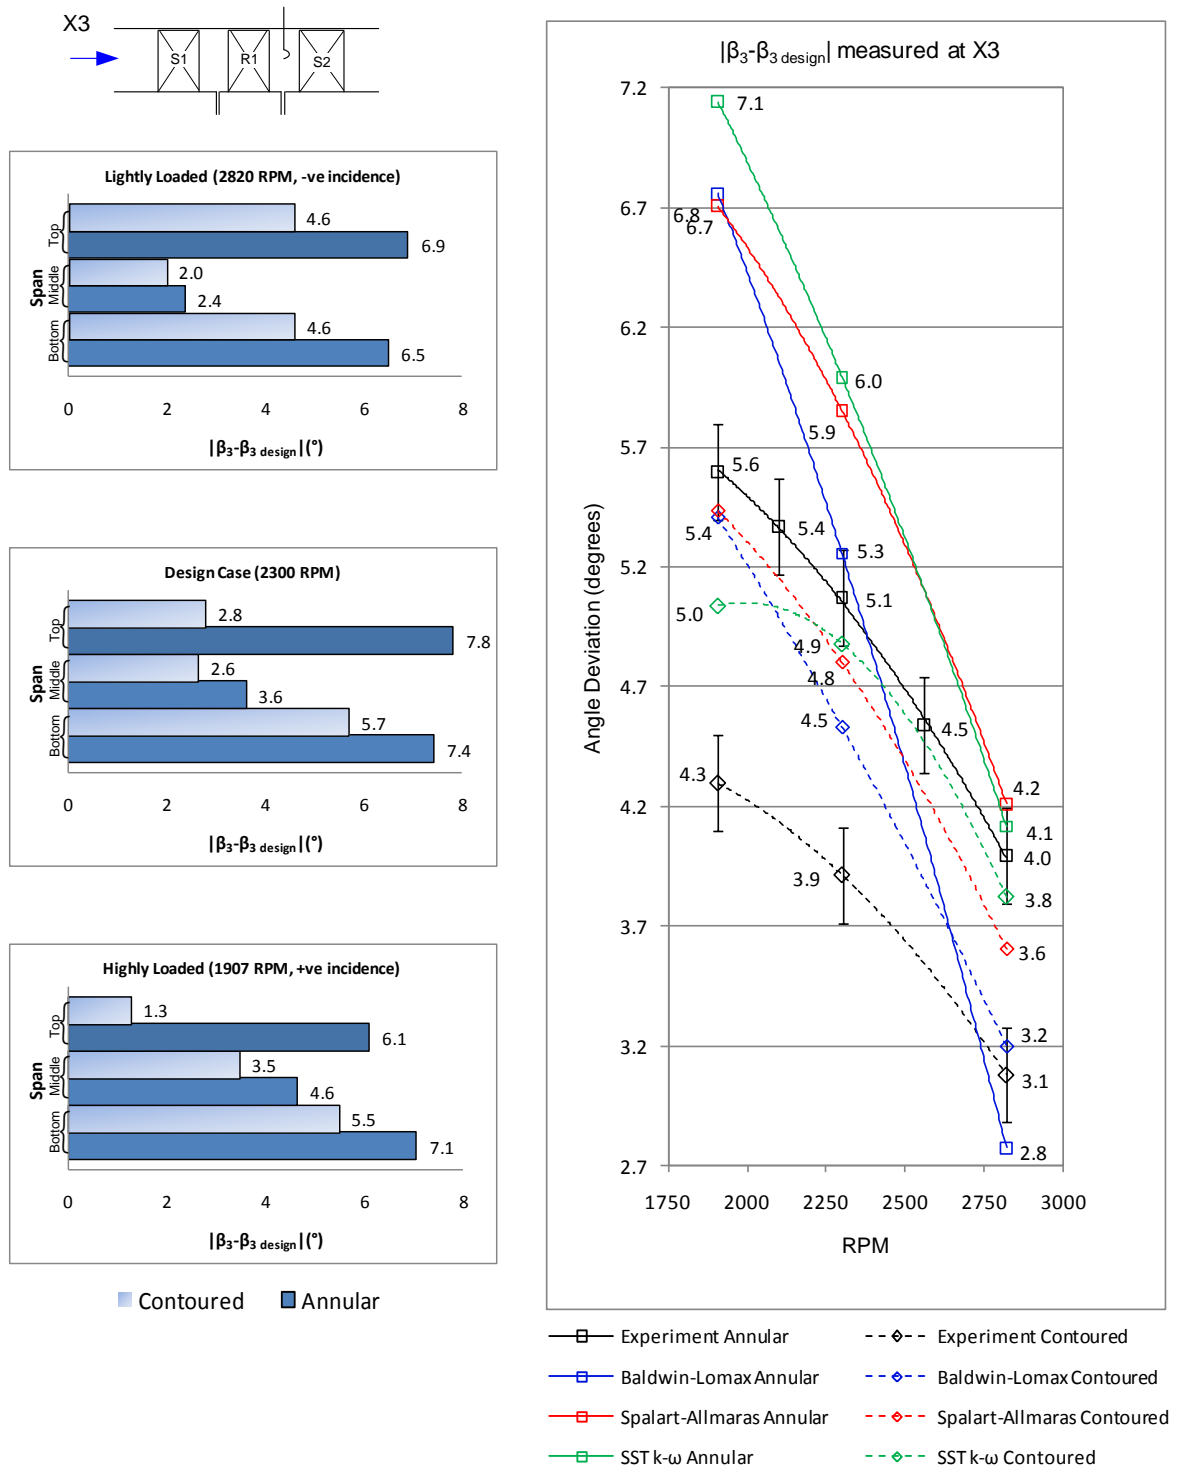 X3
S1
R1
S2
Lightly Loaded (2820 RPM, -ve incidence)
Span
Top
Middle
Bottom
4.6
6.9
2.0
2.4
4.6
6.5
0 2 4 6 8
|β3-β3 design|(°)
Design Case (2300 RPM)
Span
Top
Middle
Bottom
2.8
7.8
2.6
3.6
5.7
7.4
0 2 4 6 8
|β3-β3 design|(°)
Highly Loaded (1907 RPM, +ve incidence)
Span
Top
Middle
Bottom
1.3
6.1
3.5
4.6
5.5
7.1
0 2 4 6 8
|β3-β3 design|(°)
Contoured Annular
|β3-β3 design| measured at X3
Angle Deviation (degrees)
7.2
6.7
6.2
5.7
5.2
4.7
4.2
3.7
3.2
2.7
7.1
6.8
6.7
6.0
5.9
5.6
5.4
5.4
5.3
5.1
5.0
4.9
4.8
4.5
4.5
4.3
4.2
4.1
4.0
3.9
3.8
3.6
3.2
3.1
2.8
1750 2000 2250 2500 2750 3000
RPM
Experiment Annular Experiment Contoured
Baldwin-Lomax Annular Baldwin-Lomax Contoured
Spalart-Allmaras Annular Spalart-Allmaras Contoured
SST k-ω Annular SST k-ω Contoured